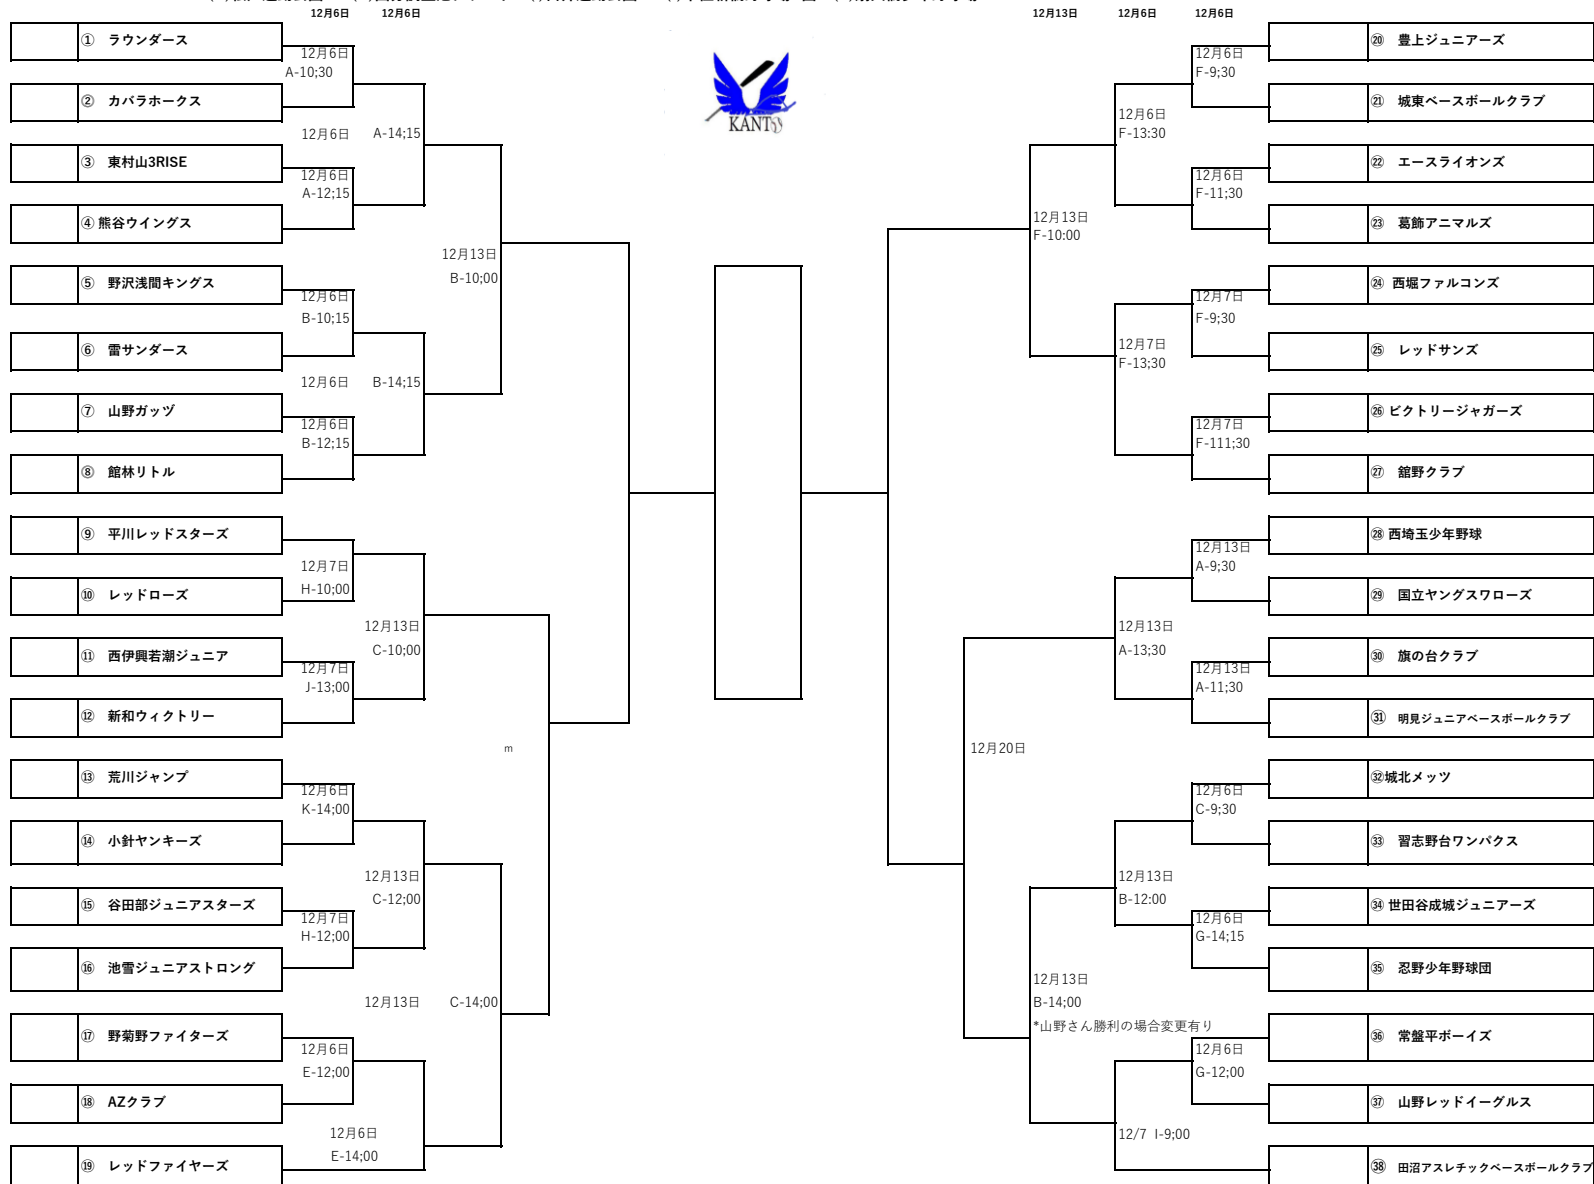 12月6日 12月6日
① ラウンダース
12月6日
A-10;30
② カバラホークス
12月6日 A-14;15
③ 東村山3RISE
12月6日
A-12;15
④ 熊谷ウイングス
12月13日
B-10;00
⑤ 野沢浅間キングス
12月6日
B-10;15
⑥ 雷サンダース
12月6日 B-14;15
⑦ 山野ガッヅ
12月6日
B-12;15
⑧ 館林リトル
⑨ 平川レッドスターズ
12月7日
H-10;00
⑩ レッドローズ
12月13日
C-10;00
⑪ 西伊興若潮ジュニア
12月7日
J-13;00
⑫ 新和ウィクトリー
m
⑬ 荒川ジャンプ
12月6日
K-14;00
⑭ 小針ヤンキーズ
12月13日
C-12;00
⑮ 谷田部ジュニアスターズ
12月7日
H-12;00
⑯ 池雪ジュニアストロング
12月13日 C-14;00
⑰ 野菊野ファイターズ
12月6日
E-12;00
⑱ AZクラブ
12月6日
E-14;00
⑲ レッドファイヤーズ
KANTO
12月13日 12月6日 12月6日
⑳ 豊上ジュニアーズ
12月6日
F-9;30
㉑ 城東ベースボールクラブ
12月6日
F-13:30
㉒ エースライオンズ
12月6日
F-11;30
㉓ 葛飾アニマルズ
12月13日
F-10:00
㉔ 西堀ファルコンズ
12月7日
F-9;30
㉕ レッドサンズ
12月7日
F-13;30
㉖ ビクトリージャガーズ
12月7日
F-111;30
㉗ 舘野クラブ
㉘ 西埼玉少年野球
12月13日
A-9;30
㉙ 国立ヤングスワローズ
12月13日
A-13;30
㉚ 旗の台クラブ
12月13日
A-11;30
㉛ 明見ジュニアベースボールクラブ
12月20日
㉜城北メッツ
12月6日
C-9;30
㉝ 習志野台ワンパクス
12月13日
B-12:00
㉞ 世田谷成城ジュニアーズ
12月6日
G-14;15
㉟ 忍野少年野球団
12月13日
B-14;00
*山野さん勝利の場合変更有り
㊱ 常盤平ボーイズ
12月6日
G-12;00
㊲ 山野レッドイーグルス
12/7 I-9;00
㊳ 田沼アスレチックベースボールクラブ